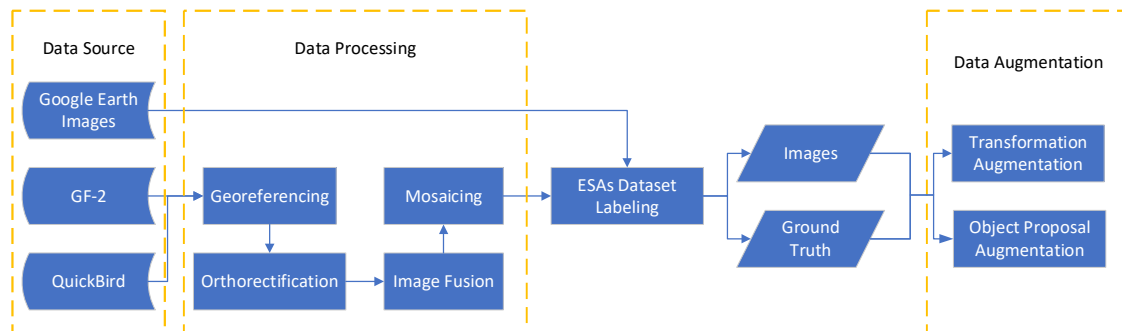 Data Source
Data Processing
Data Augmentation
Google Earth
Images
GF-2
QuickBird
Georeferencing
Orthorectification
Image Fusion
Mosaicing
ESAs Dataset
Labeling
Images
Ground
Truth
Transformation
Augmentation
Object Proposal
Augmentation